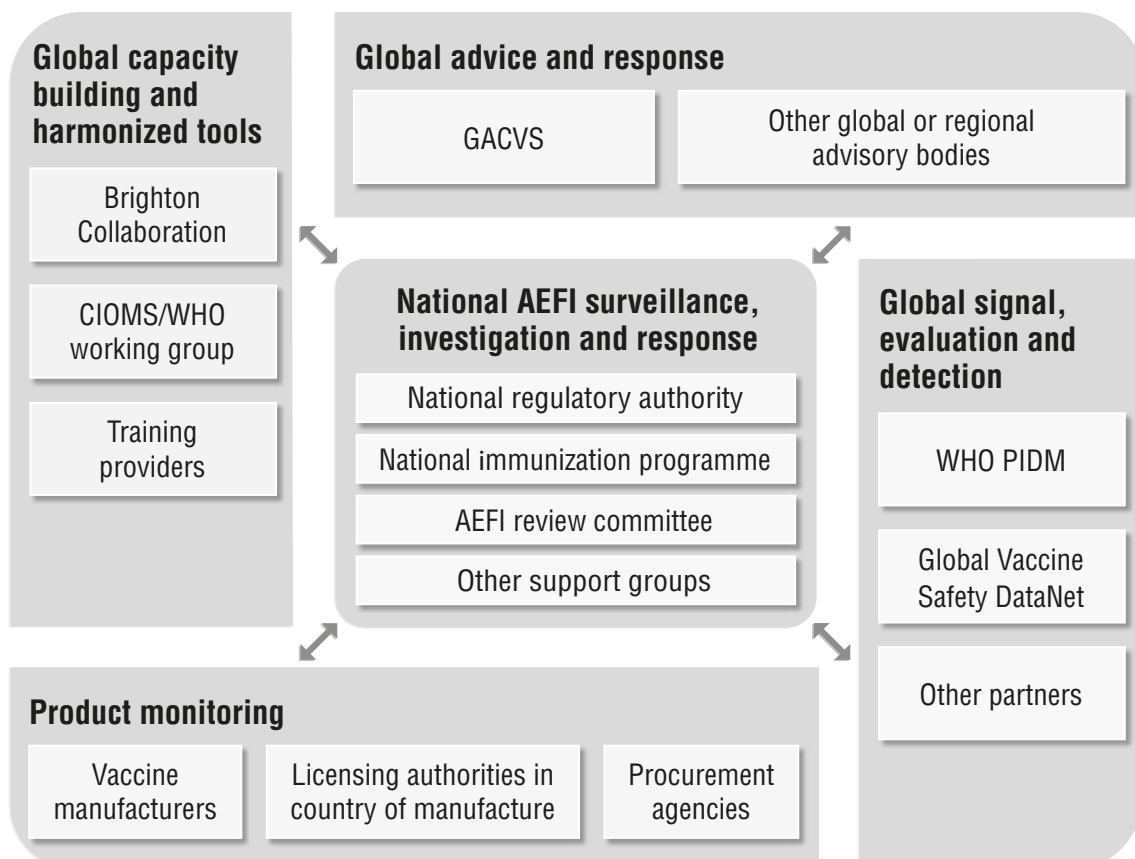 Global capacity
building and
harmonized tools
Brighton
Collaboration
CIOMS/WHO
working group
Training
providers
Global advice and response
GACVS
Other global or regional
advisory bodies
National AEFI surveillance,
investigation and response
National regulatory authority
National immunization programme
AEFI review committee
Other support groups
Global signal,
evaluation and
detection
WHO PIDM
Global Vaccine
Safety DataNet
Other partners
Product monitoring
Vaccine
manufacturers
Licensing authorities in
country of manufacture
Procurement
agencies